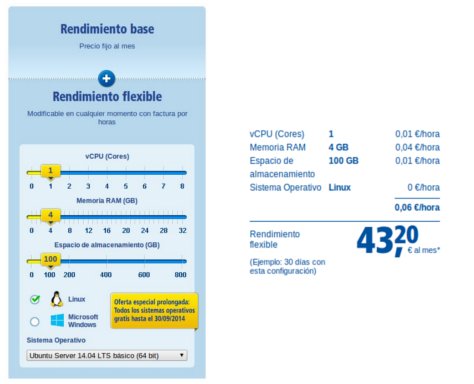 Rendimiento base
Precio fijo al mes
+
Rendimiento flexible
Modificable en cualquier momento con factura por
horas
vCPU (Cores)
1
0 1 2 3 4 5 6 7 8
Memoria RAM (GB)
4
0 4 8 12 16 20 24 28 32
Espacio de almacenamiento (GB)
100
0 100 200 400 600 800
Linux
Microsoft
Windows
Oferta especial prolongada:
Todos los sistemas operativos
gratis hasta el 30/09/2014
Sistema Operativo
Ubuntu Server 14.04 LTS básico (64 bit)
vCPU (Cores) 1 0,01 €/hora
Memoria RAM 4 GB 0,04 €/hora
Espacio de 100 GB 0,01 €/hora
almacenamiento
Sistema Operativo Linux 0 €/hora
0,06 €/hora
Rendimiento
flexible
43,20
€ al mes*
(Ejemplo: 30 días con
esta configuración)